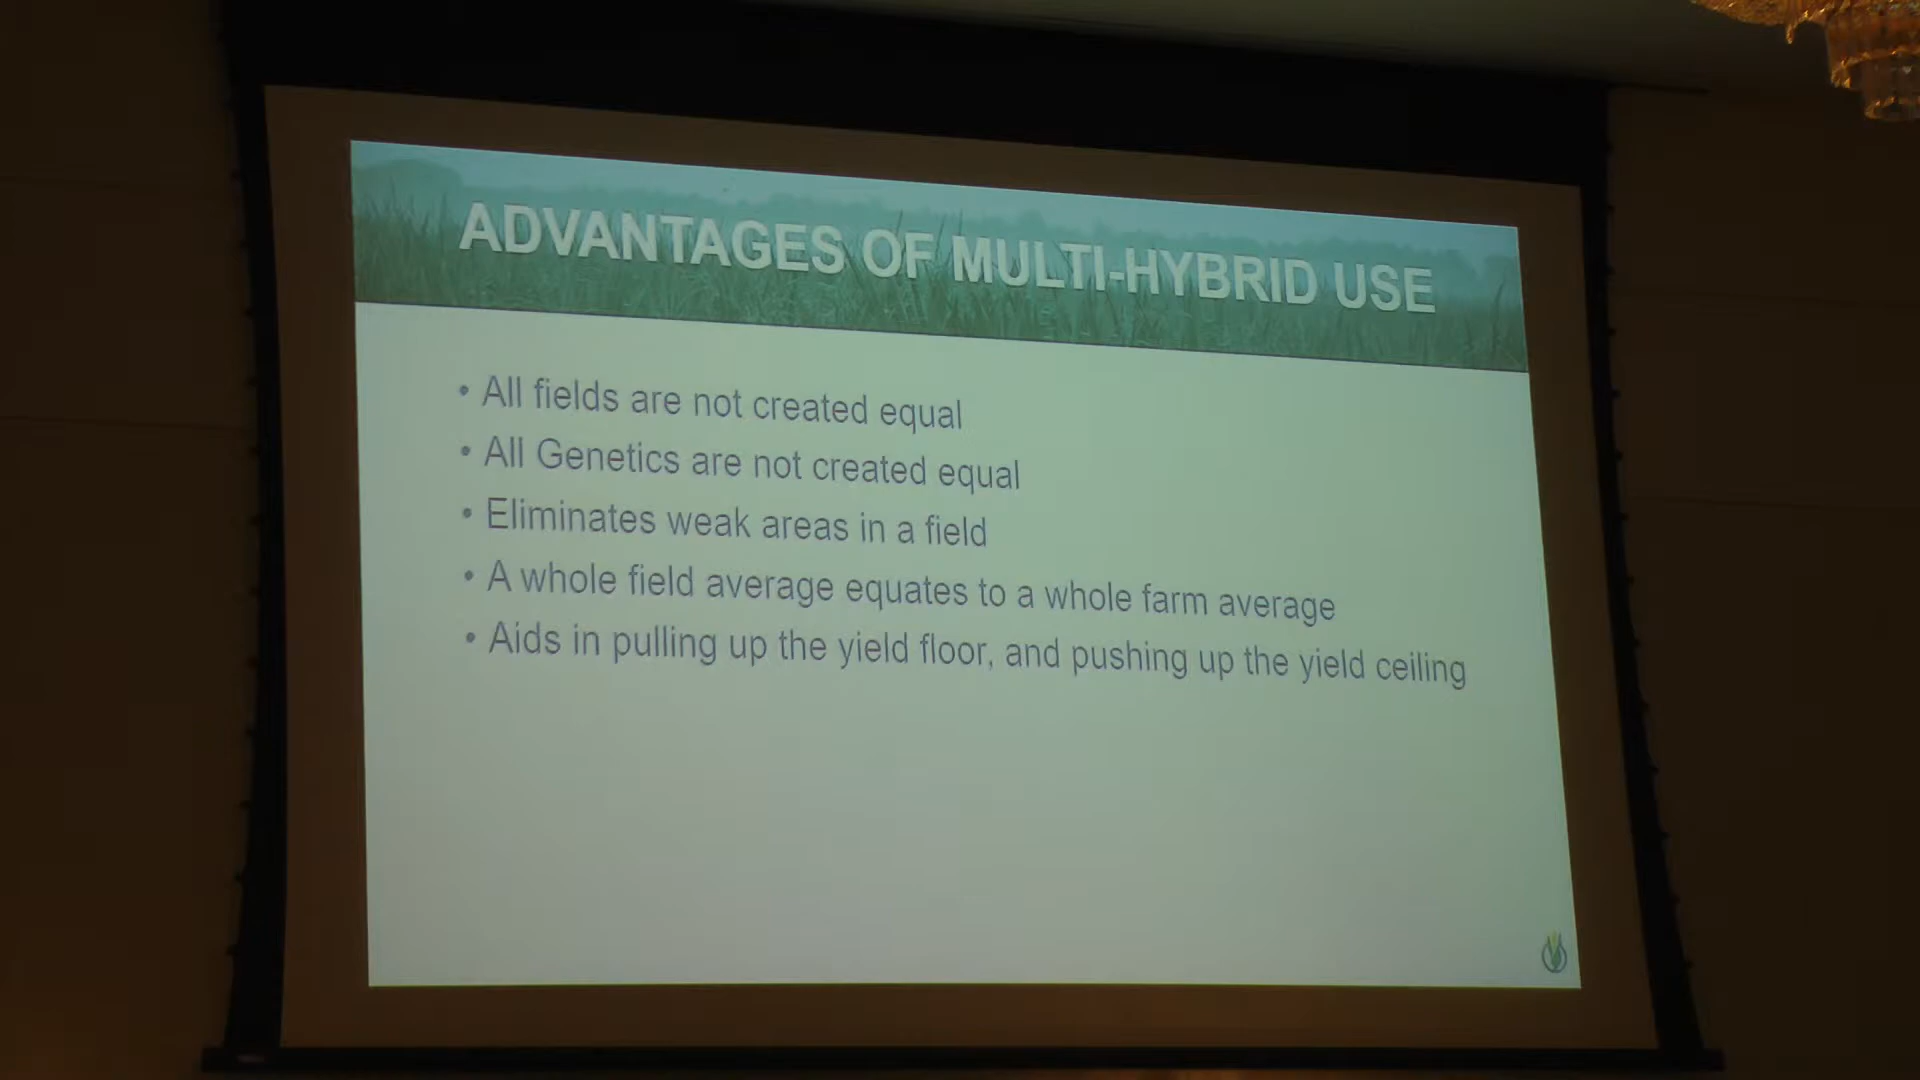 ADVANTAGES OF MULTI-HYBRID USE
• All fields are not created equal
• All Genetics are not created equal
• Eliminates weak areas in a field
• A whole field average equates to a whole farm average
• Aids in pulling up the yield floor, and pushing up the yield ceiling